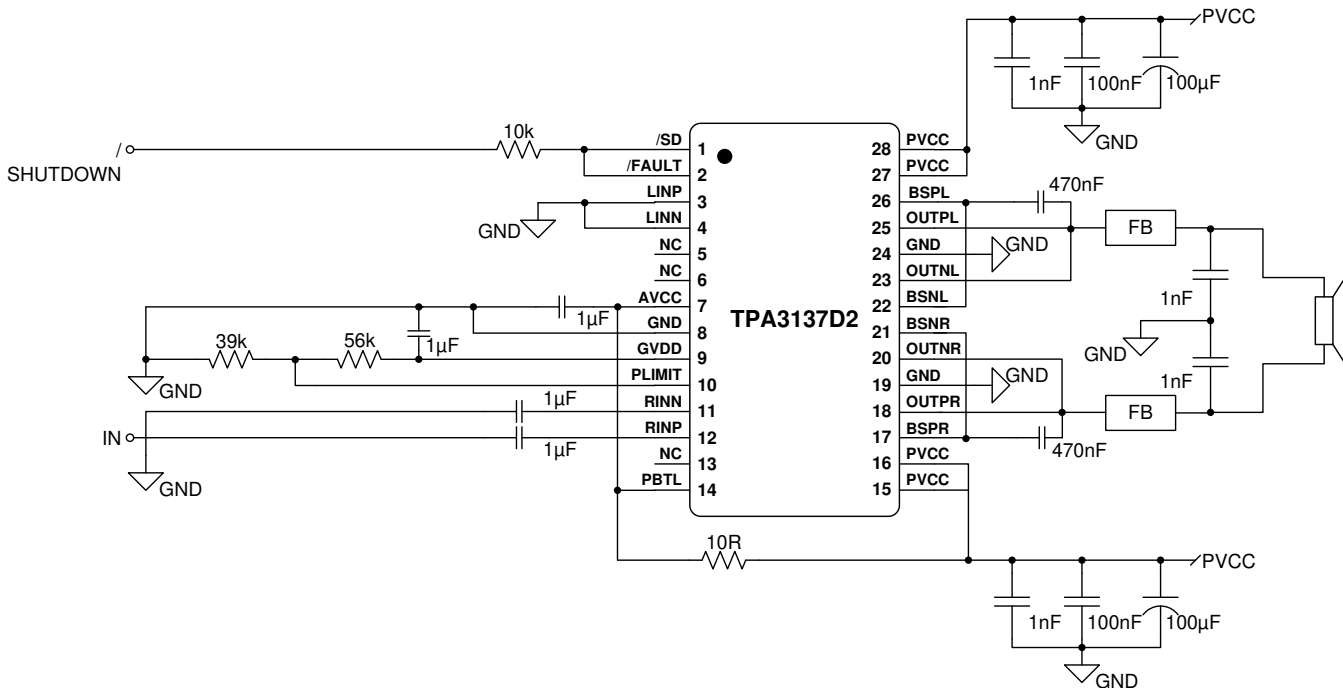 PVCC
1nF
100nF
100µF
GND
/
SHUTDOWN
10k
/SD
1
/FAULT
2
LINP
3
LINN
4
GND
NC
5
NC
6
AVCC
7
1µF
GND
8
1µF
GVDD
9
39k
56k
GND
PLIMIT
10
1µF
RINN
11
IN
1µF
RINP
12
GND
NC
13
PBTL
14
TPA3137D2
28
PVCC
27
PVCC
26
BSPL
470nF
25
OUTPL
FB
24
GND
GND
23
OUTNL
22
BSNL
1nF
21
BSNR
GND
20
OUTNR
1nF
19
GND
GND
18
OUTPR
FB
17
BSPR
470nF
16
PVCC
15
PVCC
10R
PVCC
1nF
100nF
100µF
GND